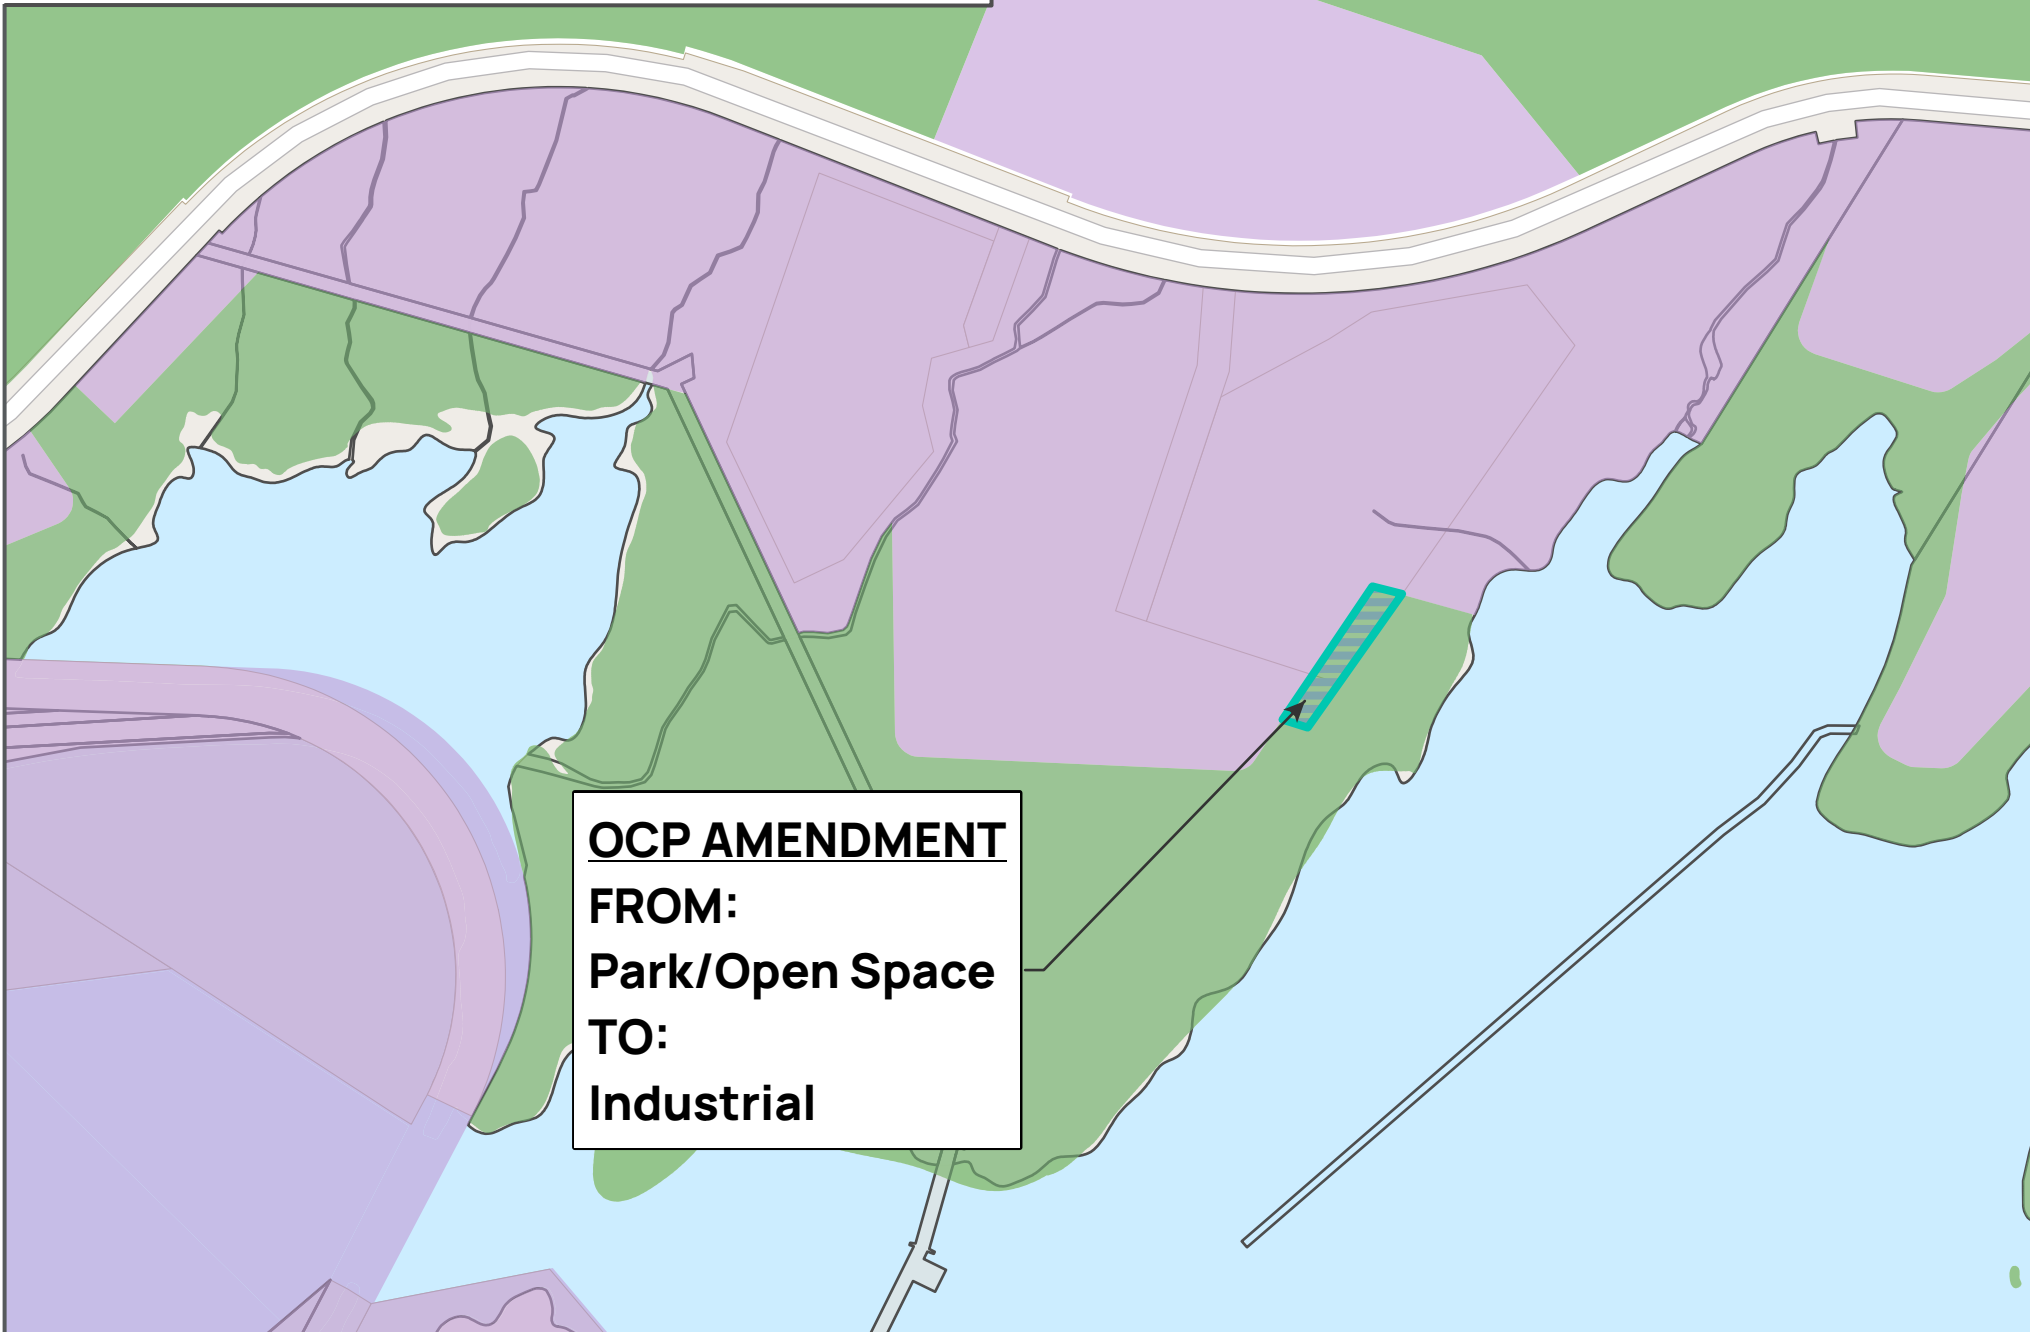 OCP AMENDMENT
FROM:
Park/Open Space
TO:
Industrial